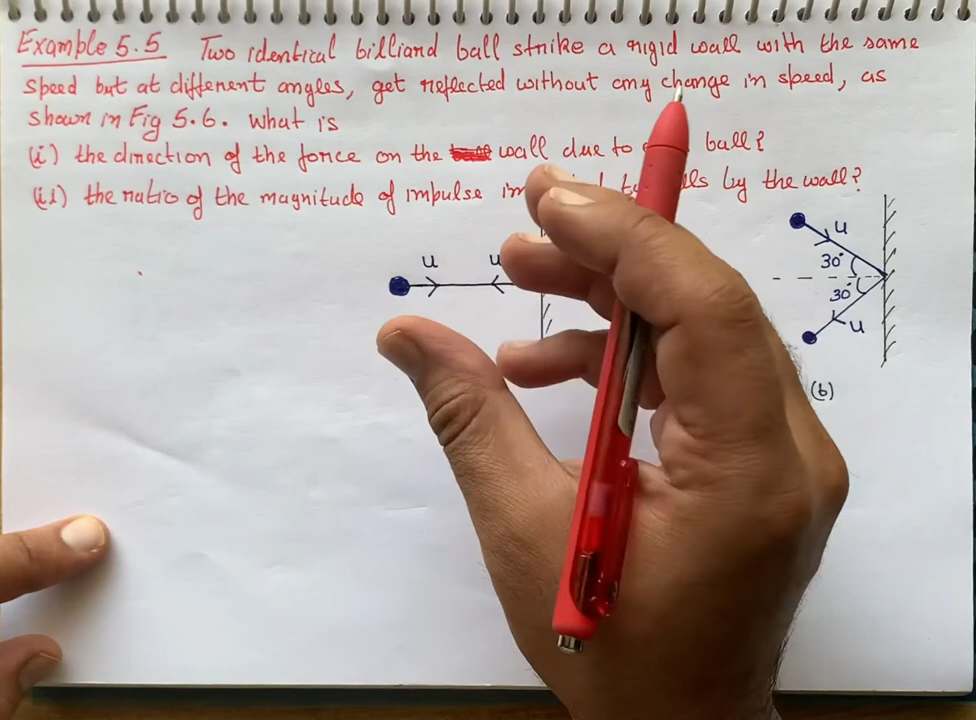 Example 5.5 Two identical billiard ball strike a rigid wall with the same
speed but at different angles, get reflected without any change in speed, as
shown in Fig 5.6. What is
(i) the direction of the force on the wall due to ball?
(ii) the ratio of the magnitude of impulse by the wall?
u u
u
30°
30°
u
(b)